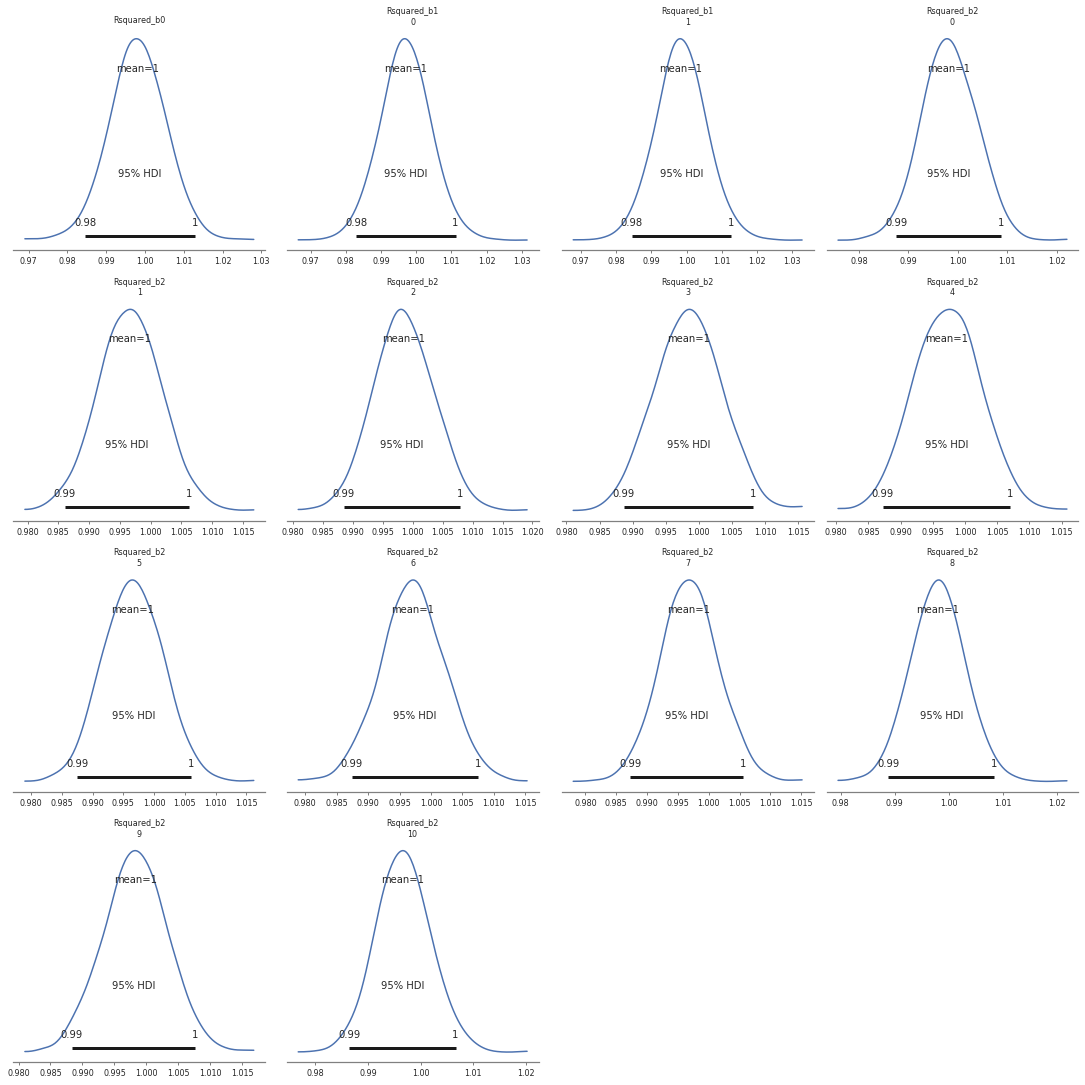 Rsquared_b0
mean=1
95% HDI
0.98 1
0.97 0.98 0.99 1.00 1.01 1.02 1.03
Rsquared_b1
0
mean=1
95% HDI
0.98 1
0.97 0.98 0.99 1.00 1.01 1.02 1.03
Rsquared_b1
1
mean=1
95% HDI
0.98 1
0.97 0.98 0.99 1.00 1.01 1.02 1.03
Rsquared_b2
0
mean=1
95% HDI
0.99 1
0.98 0.99 1.00 1.01 1.02
Rsquared_b2
1
mean=1
95% HDI
0.99 1
0.980 0.985 0.990 0.995 1.000 1.005 1.010 1.015
Rsquared_b2
2
mean=1
95% HDI
0.99 1
0.980 0.985 0.990 0.995 1.000 1.005 1.010 1.015 1.020
Rsquared_b2
3
mean=1
95% HDI
0.99 1
0.980 0.985 0.990 0.995 1.000 1.005 1.010 1.015
Rsquared_b2
4
mean=1
95% HDI
0.99 1
0.980 0.985 0.990 0.995 1.000 1.005 1.010 1.015
Rsquared_b2
5
mean=1
95% HDI
0.99 1
0.980 0.985 0.990 0.995 1.000 1.005 1.010 1.015
Rsquared_b2
6
mean=1
95% HDI
0.99 1
0.980 0.985 0.990 0.995 1.000 1.005 1.010 1.015
Rsquared_b2
7
mean=1
95% HDI
0.99 1
0.980 0.985 0.990 0.995 1.000 1.005 1.010 1.015
Rsquared_b2
8
mean=1
95% HDI
0.99 1
0.98 0.99 1.00 1.01 1.02
Rsquared_b2
9
mean=1
95% HDI
0.99 1
0.980 0.985 0.990 0.995 1.000 1.005 1.010 1.015
Rsquared_b2
10
mean=1
95% HDI
0.99 1
0.98 0.99 1.00 1.01 1.02